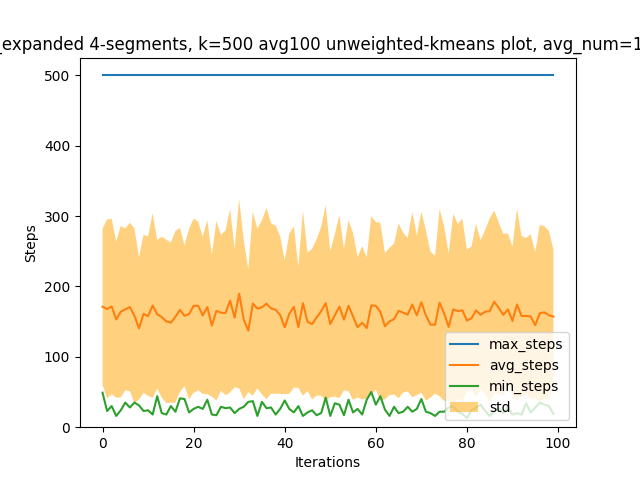 _expanded 4-segments, k=500 avg100 unweighted-kmeans plot, avg_num=1
500
400
300
200
100
0
Steps
0 20 40 60 80 100
Iterations
max_steps
avg_steps
min_steps
std